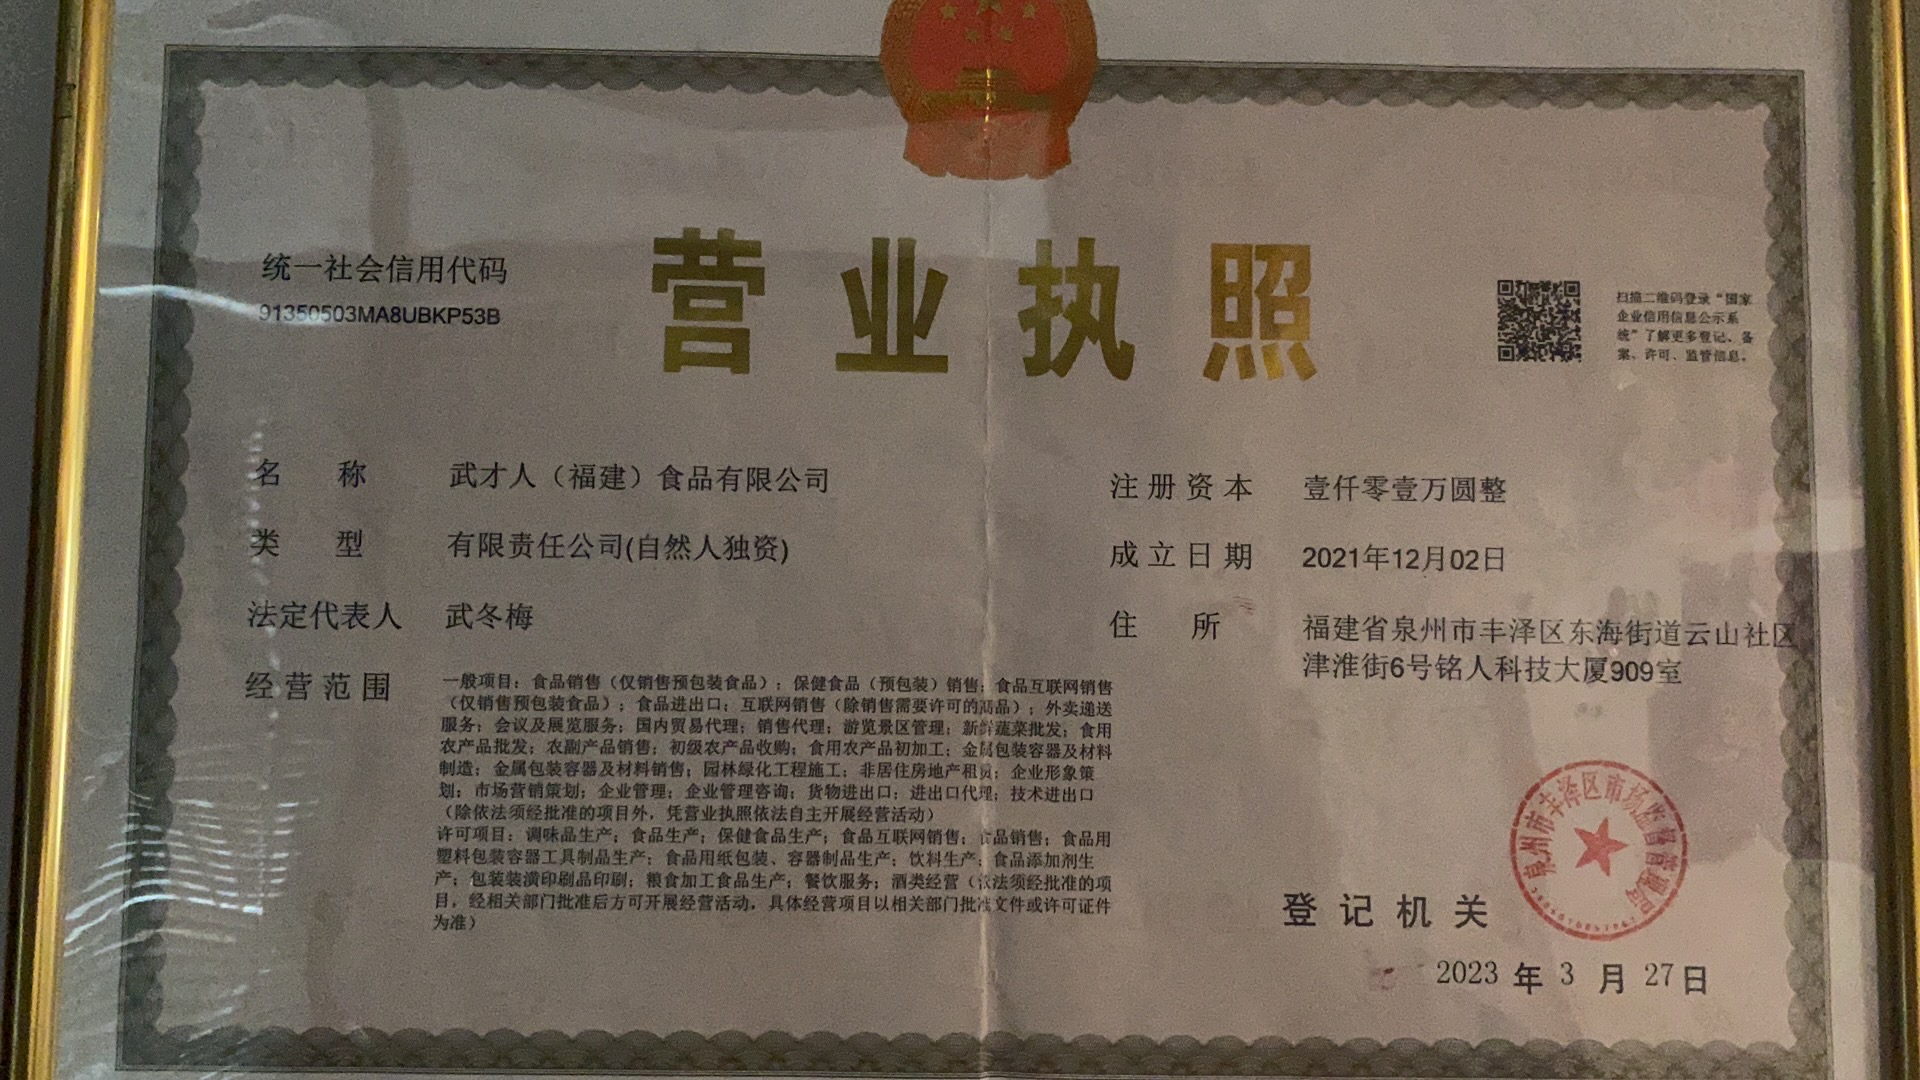 营业执照
统一社会信用代码
91350503MA8UBKP53B
扫描二维码登录“国家
企业信用信息公示系
统”了解更多登记、备
案、许可、监管信息。
名称 武才人（福建）食品有限公司
类型 有限责任公司(自然人独资)
法定代表人 武冬梅
经营范围 一般项目：食品销售（仅销售预包装食品）；保健食品（预包装）销售；食品互联网销售
（仅销售预包装食品）；食品进出口；互联网销售（除销售需要许可的商品）；外卖递送
服务；会议及展览服务；国内贸易代理；销售代理；游览景区管理；新鲜蔬菜批发；食用
农产品批发；农副产品销售；初级农产品收购；食用农产品初加工；金属包装容器及材料
制造；金属包装容器及材料销售；园林绿化工程施工；非居住房地产租赁；企业形象策
划；市场营销策划；企业管理；企业管理咨询；货物进出口；进出口代理；技术进出口
（除依法须经批准的项目外，凭营业执照依法自主开展经营活动）
许可项目：调味品生产；食品生产；保健食品生产；食品互联网销售；食品销售；食品用
塑料包装容器工具制品生产；食品用纸包装、容器制品生产；饮料生产；食品添加剂生
产；包装装潢印刷品印刷；粮食加工食品生产；餐饮服务；酒类经营（依法须经批准的项
目，经相关部门批准后方可开展经营活动，具体经营项目以相关部门批准文件或许可证件
为准）
注册资本 壹仟零壹万圆整
成立日期 2021年12月02日
住所 福建省泉州市丰泽区东海街道云山社区
津淮街6号铭人科技大厦909室
泉州市丰泽区市场监督管理局
登记机关
2023 年 3 月 27日